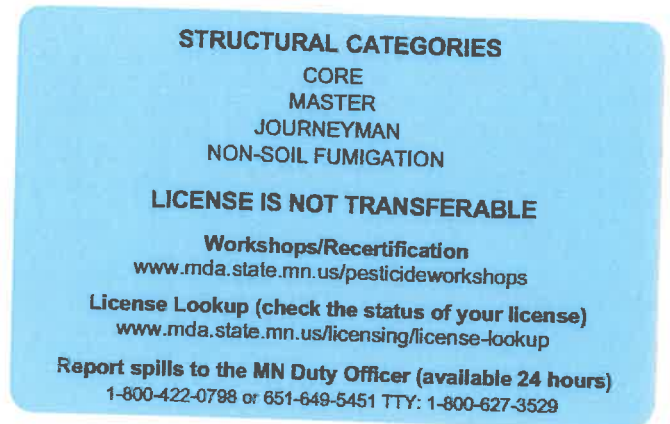 STRUCTURAL CATEGORIES
CORE
MASTER
JOURNEYMAN
NON-SOIL FUMIGATION
LICENSE IS NOT TRANSFERABLE
Workshops/Recertification
www.mda.state.mn.us/pesticideworkshops
License Lookup (check the status of your license)
www.mda.state.mn.us/licensing/license-lookup
Report spills to the MN Duty Officer (available 24 hours)
1-800-422-0798 or 651-649-5451 TTY: 1-800-627-3529